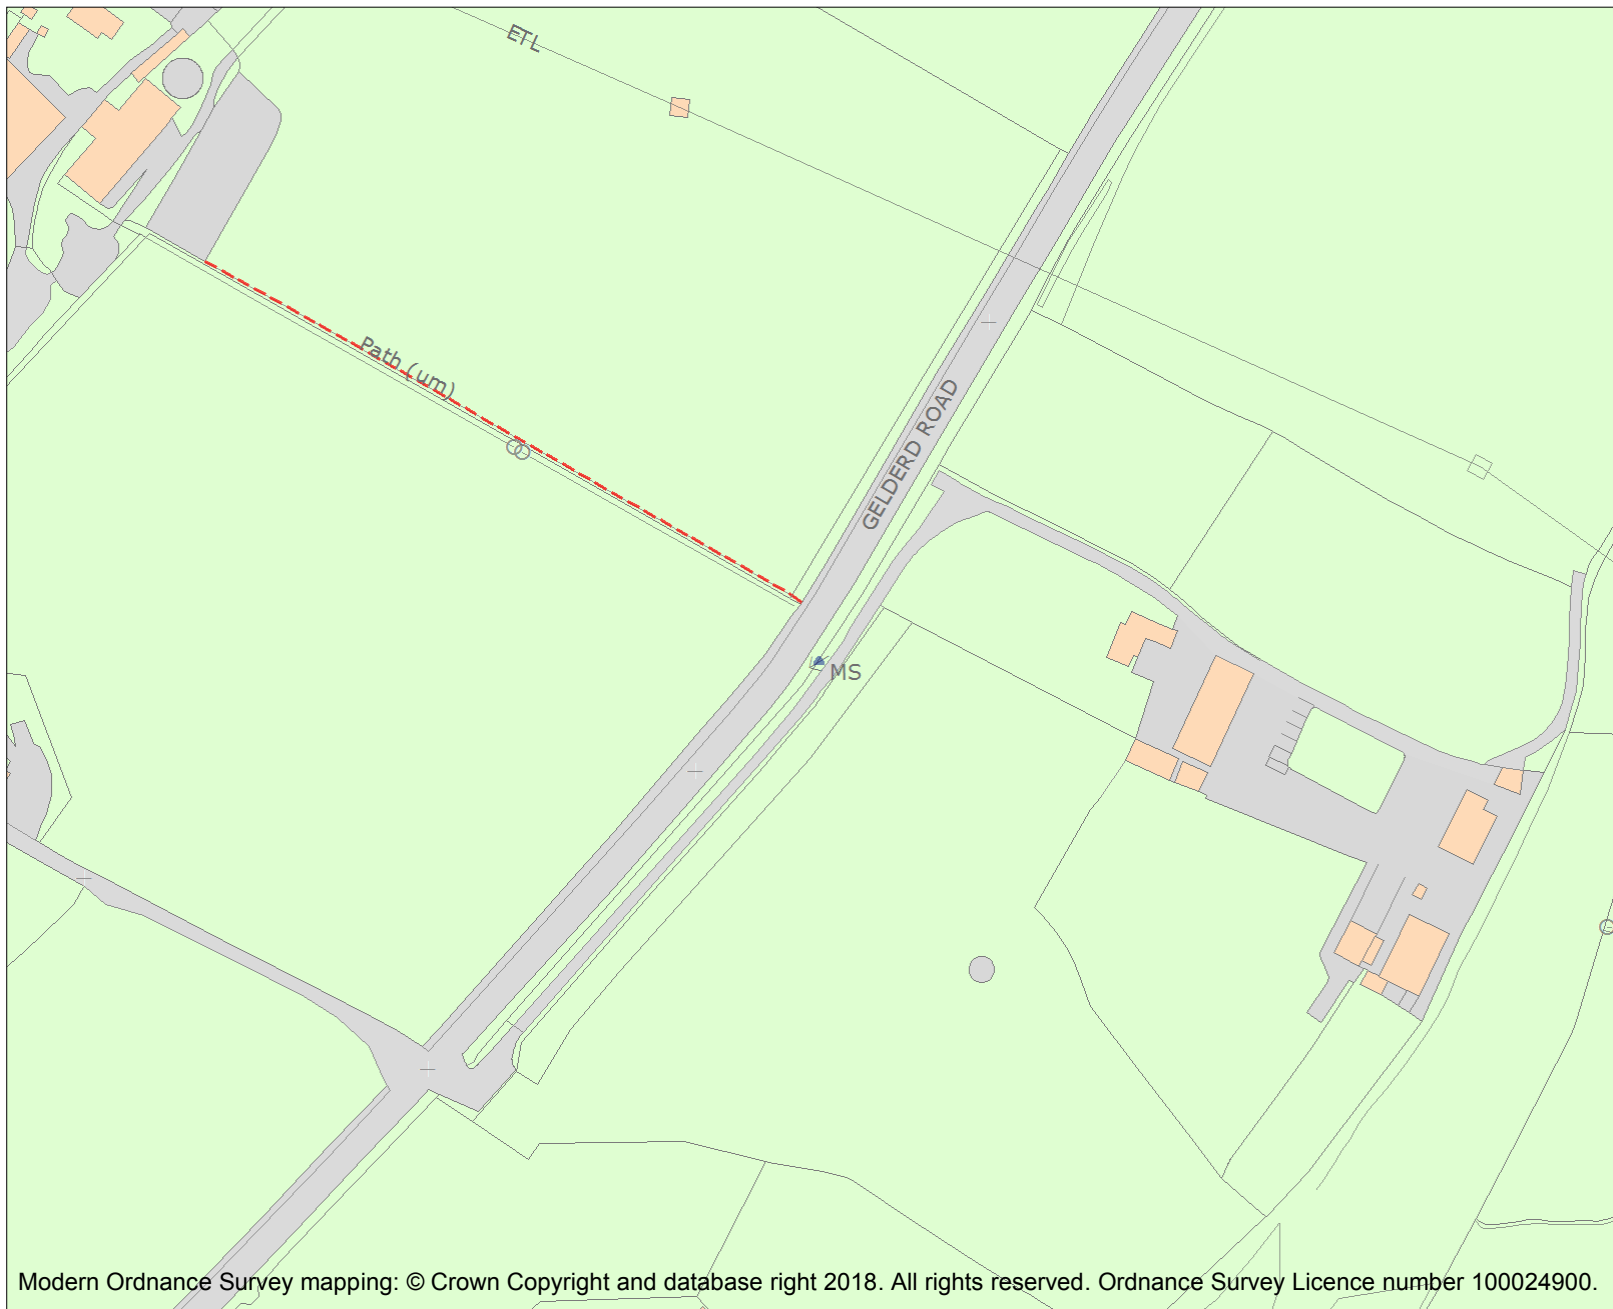 ETL
Path (um)
GELDERD ROAD
MS
Modern Ordnance Survey mapping: © Crown Copyright and database right 2018. All rights reserved. Ordnance Survey Licence number 100024900.